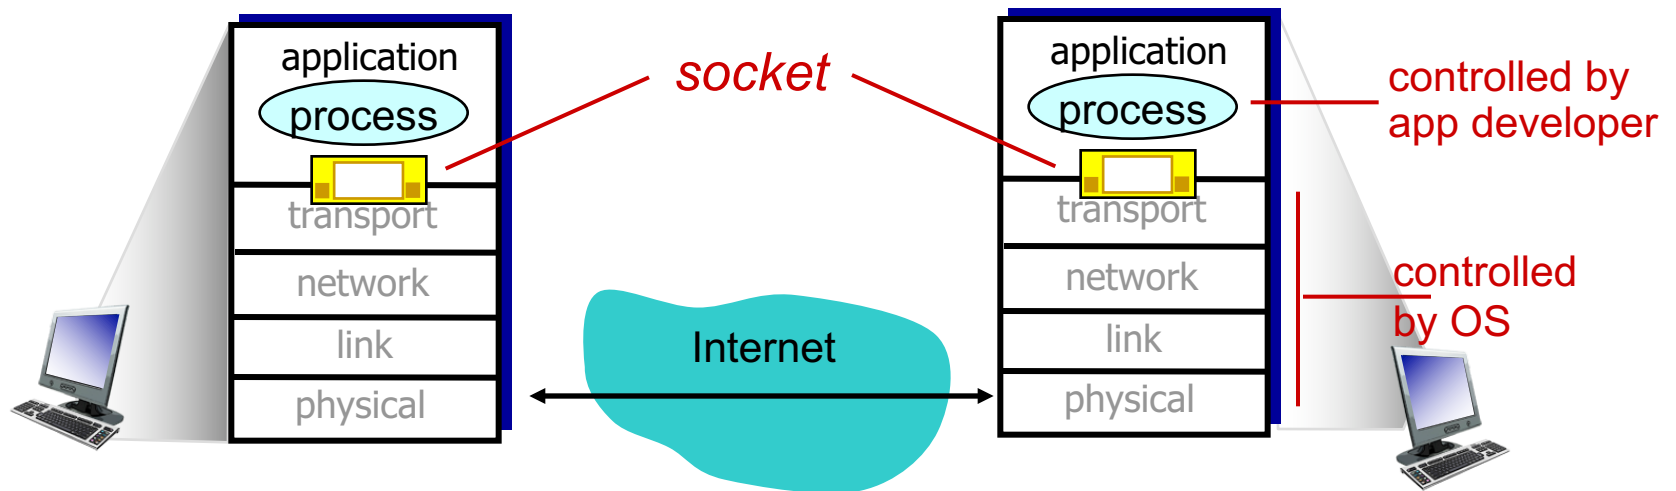 application
process
transport
network
link
physical
socket
Internet
application
process
transport
network
link
physical
controlled by
app developer
controlled
by OS